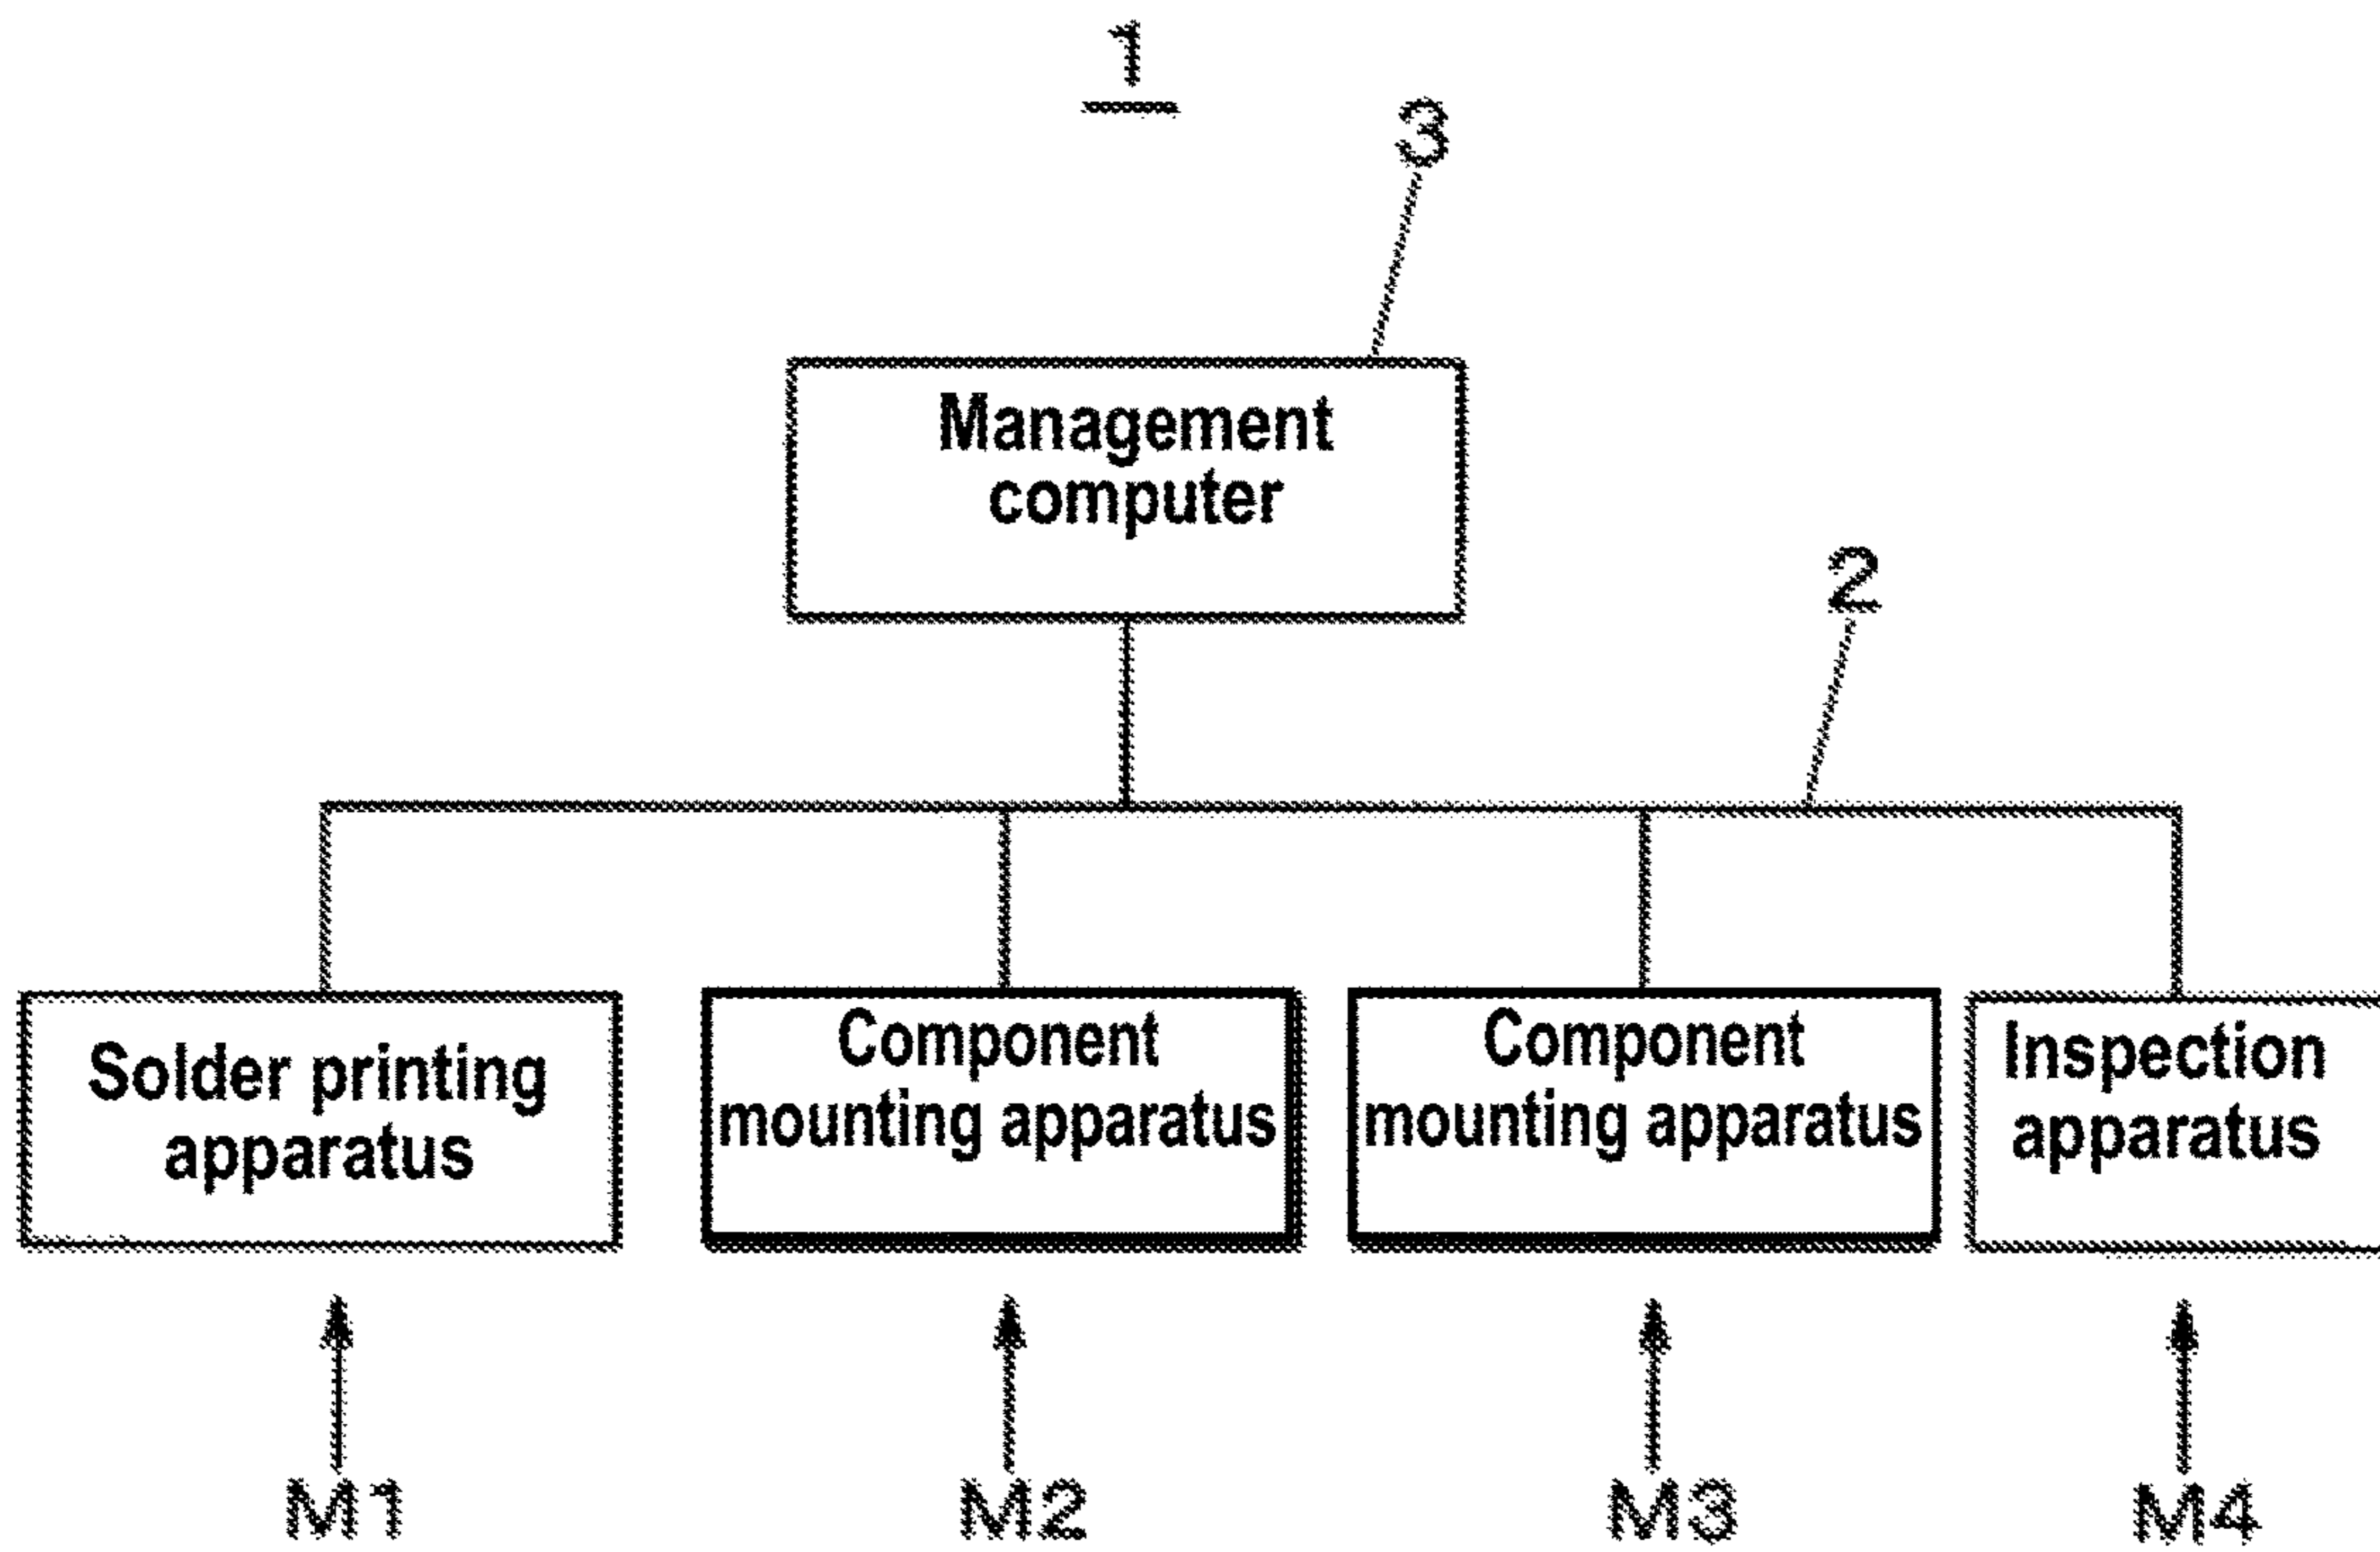 1
3
Management
computer
2
Solder printing
apparatus
Component
mounting apparatus
Component
mounting apparatus
Inspection
apparatus
M1
M2
M3
M4